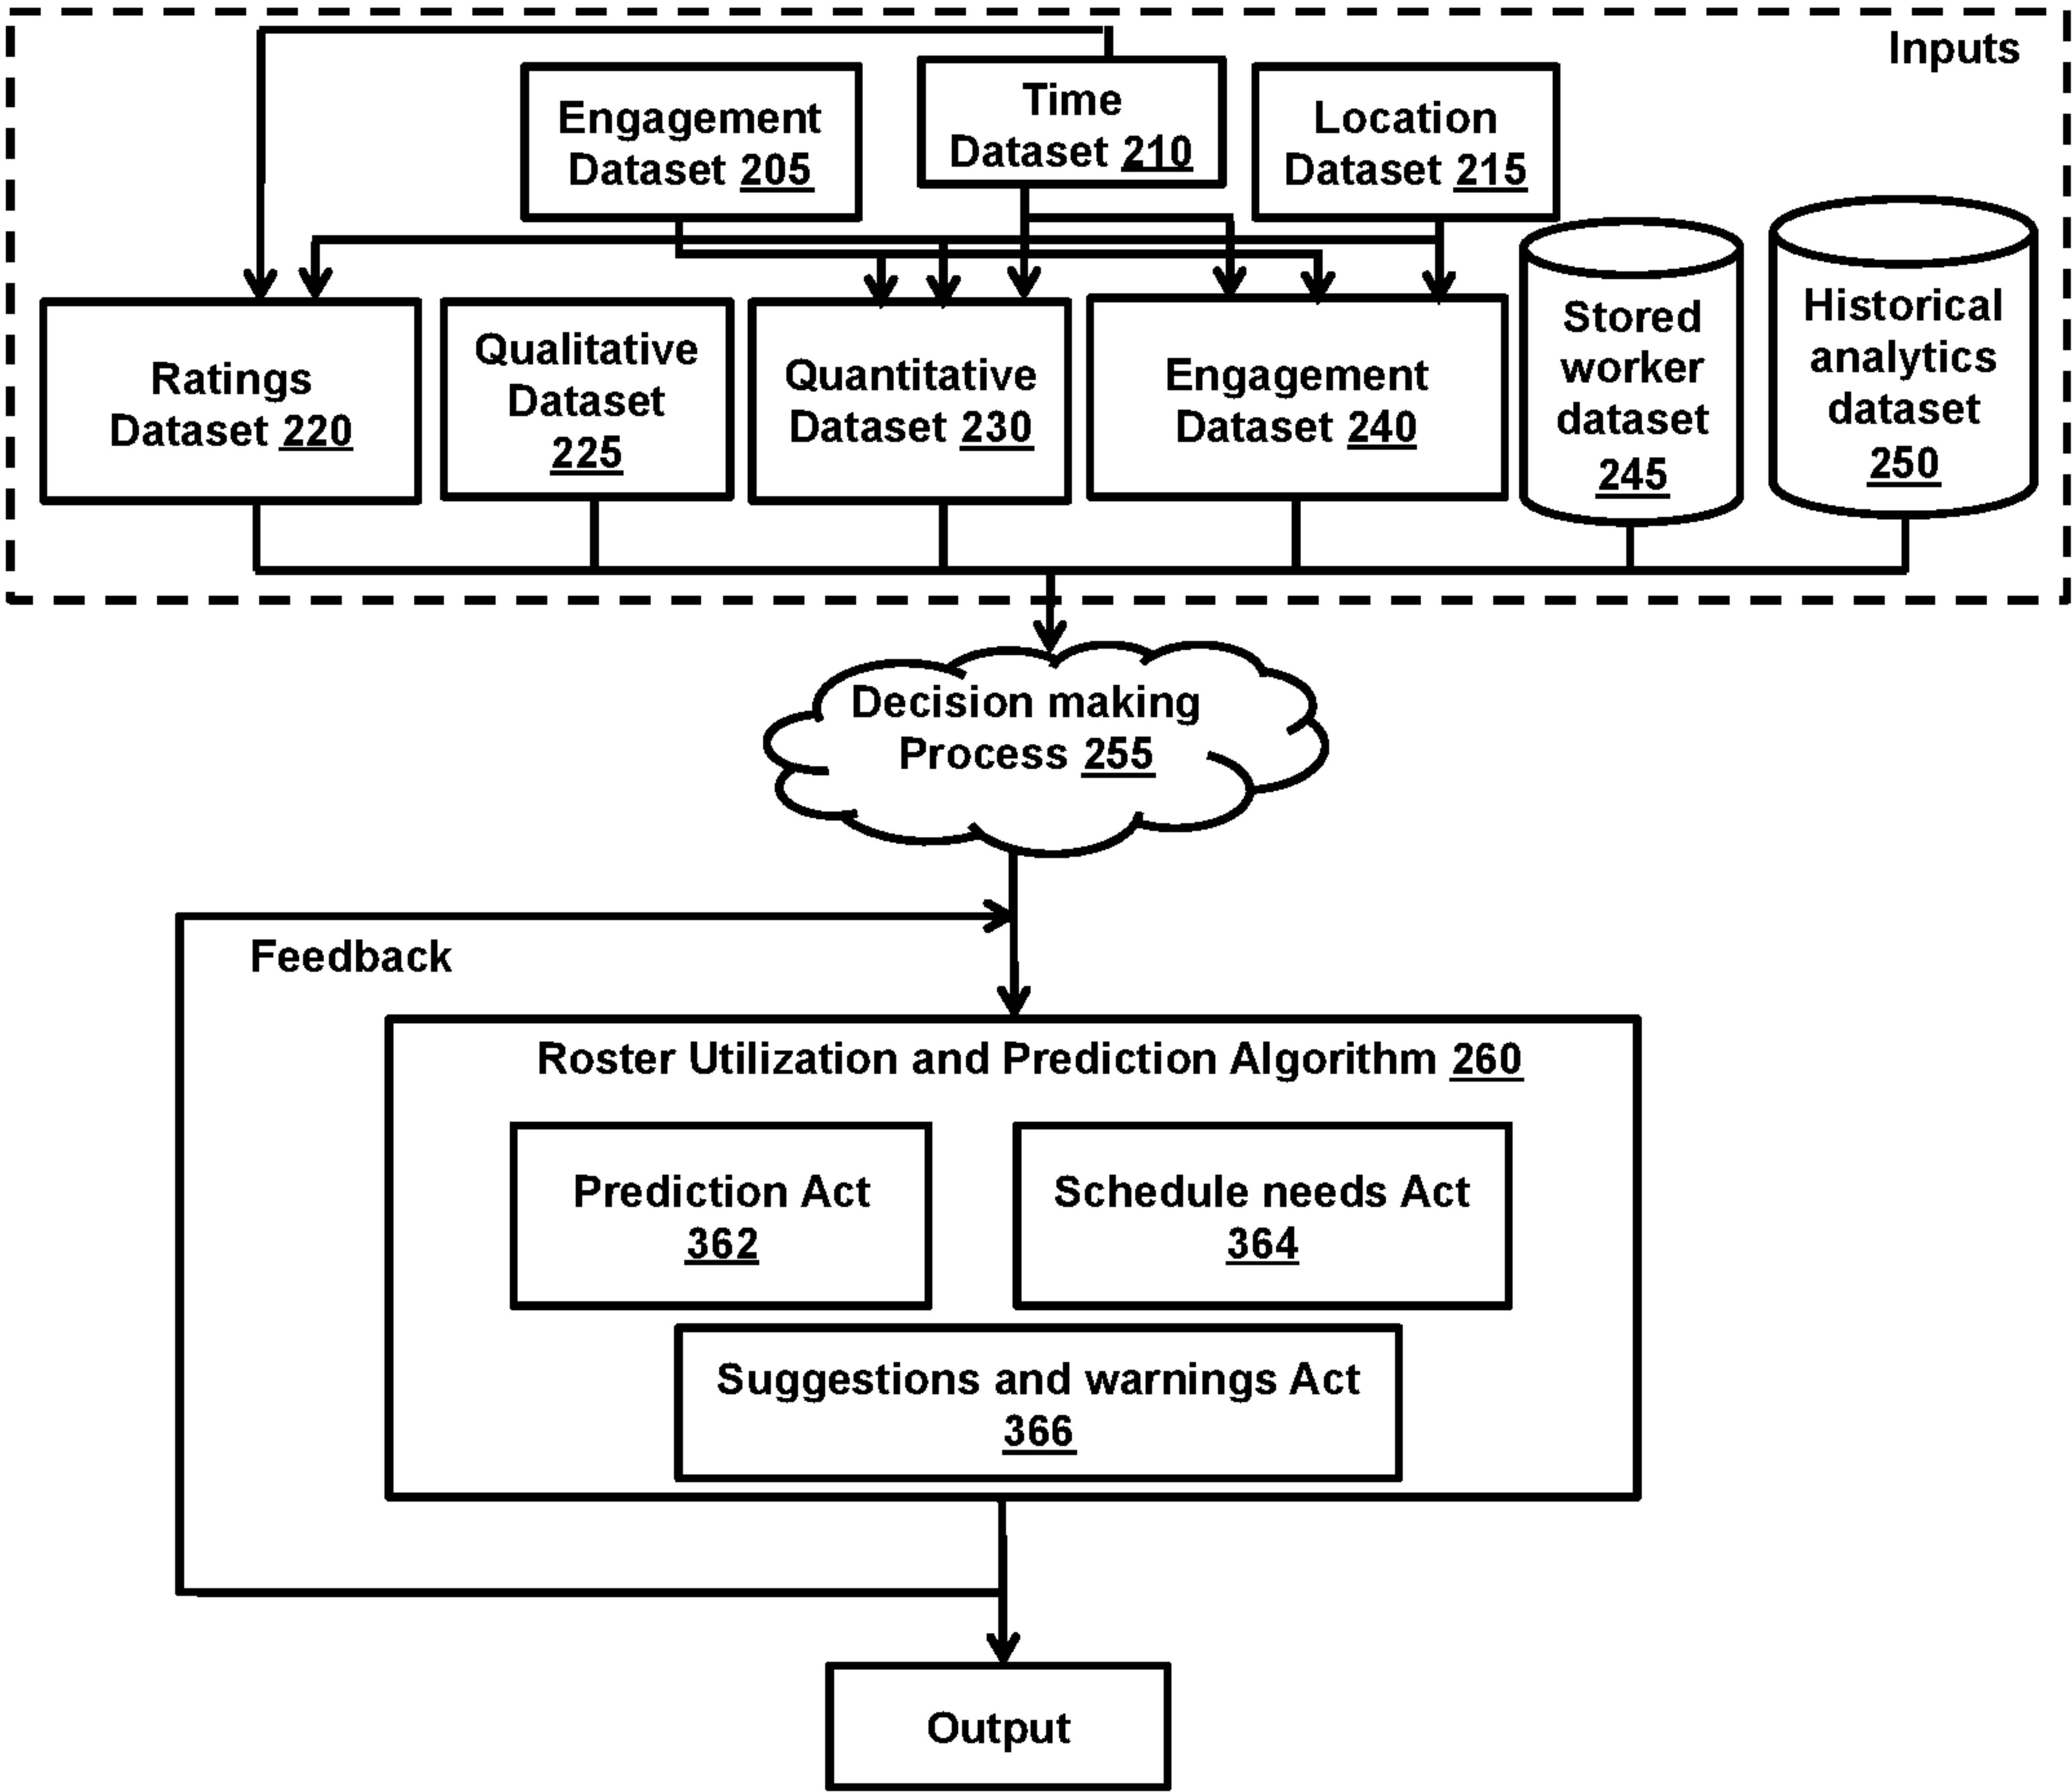 Inputs
Engagement
Dataset 205
Time
Dataset 210
Location
Dataset 215
Ratings
Dataset 220
Qualitative
Dataset
225
Quantitative
Dataset 230
Engagement
Dataset 240
Stored
worker
dataset
245
Historical
analytics
dataset
250
Decision making
Process 255
Feedback
Roster Utilization and Prediction Algorithm 260
Prediction Act
362
Schedule needs Act
364
Suggestions and warnings Act
366
Output